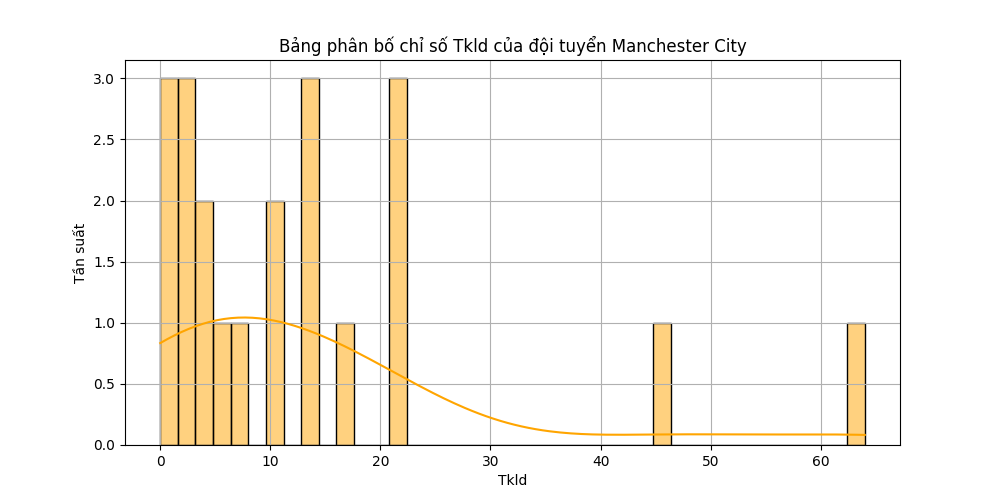 Bảng phân bố chỉ số Tkld của đội tuyển Manchester City
3.0
2.5
2.0
1.5
1.0
0.5
0.0
Tần suất
0 10 20 30 40 50 60
Tkld